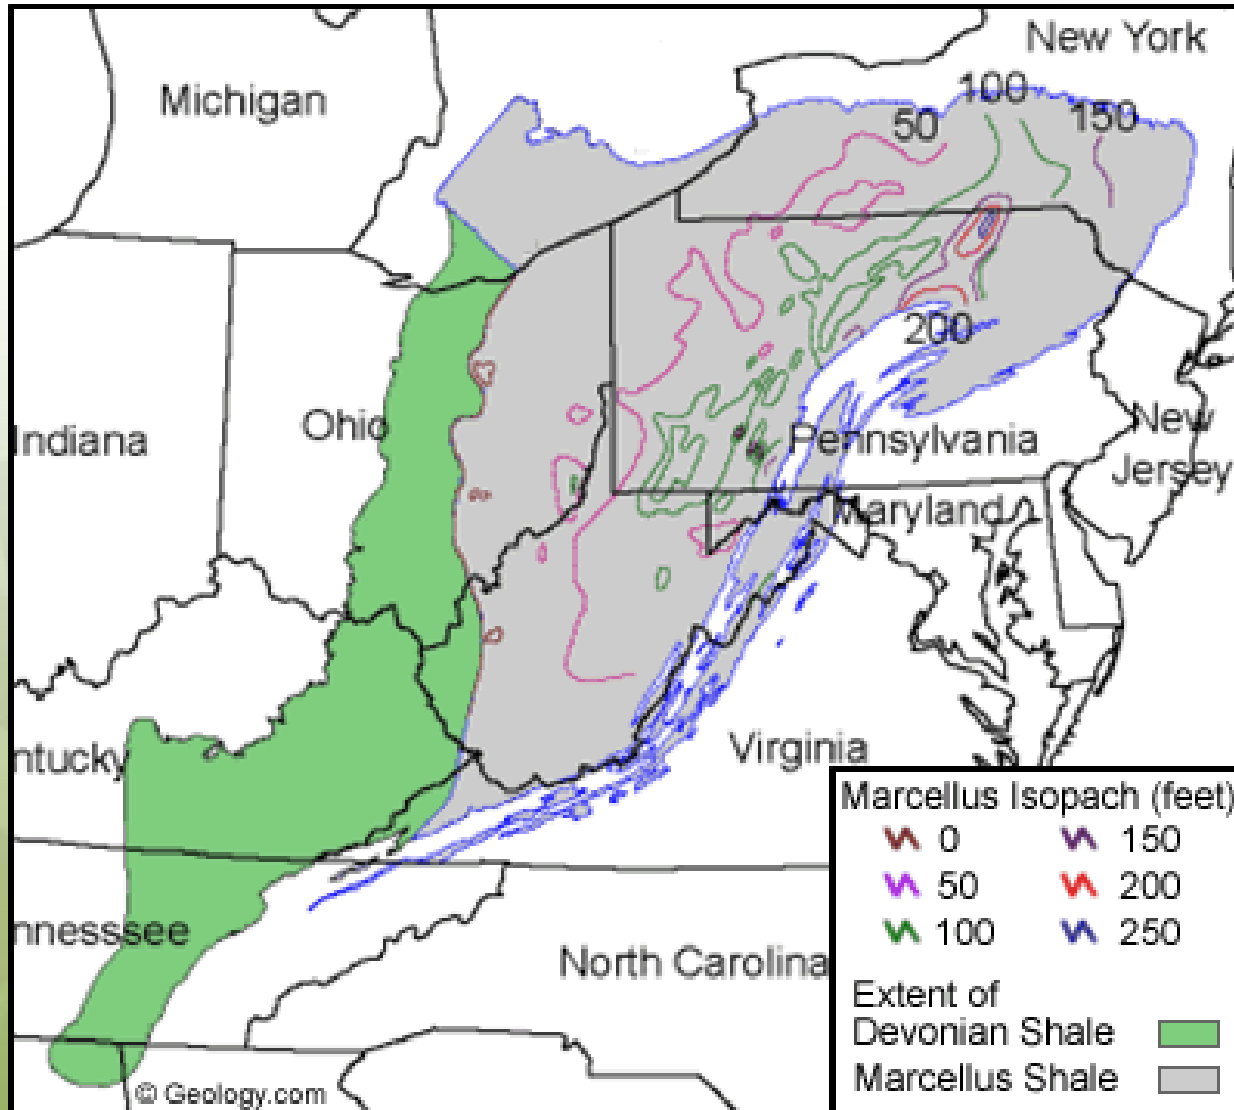 New York
Michigan
100
50
150
200
Ohio
Indiana
Pennsylvania
New
Jersey
Maryland
ntucky
Virginia
nnesssee
North Carolina
Marcellus Isopach (feet)
0
150
50
200
100
250
Extent of
Devonian Shale
Marcellus Shale
© Geology.com